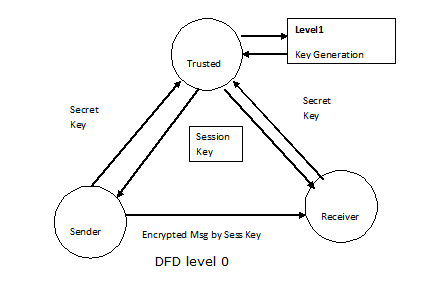 Level1
Key Generation
Trusted
Secret
Key
Secret
Key
Session
Key
Sender
Receiver
Encrypted Msg by Sess Key
DFD level 0